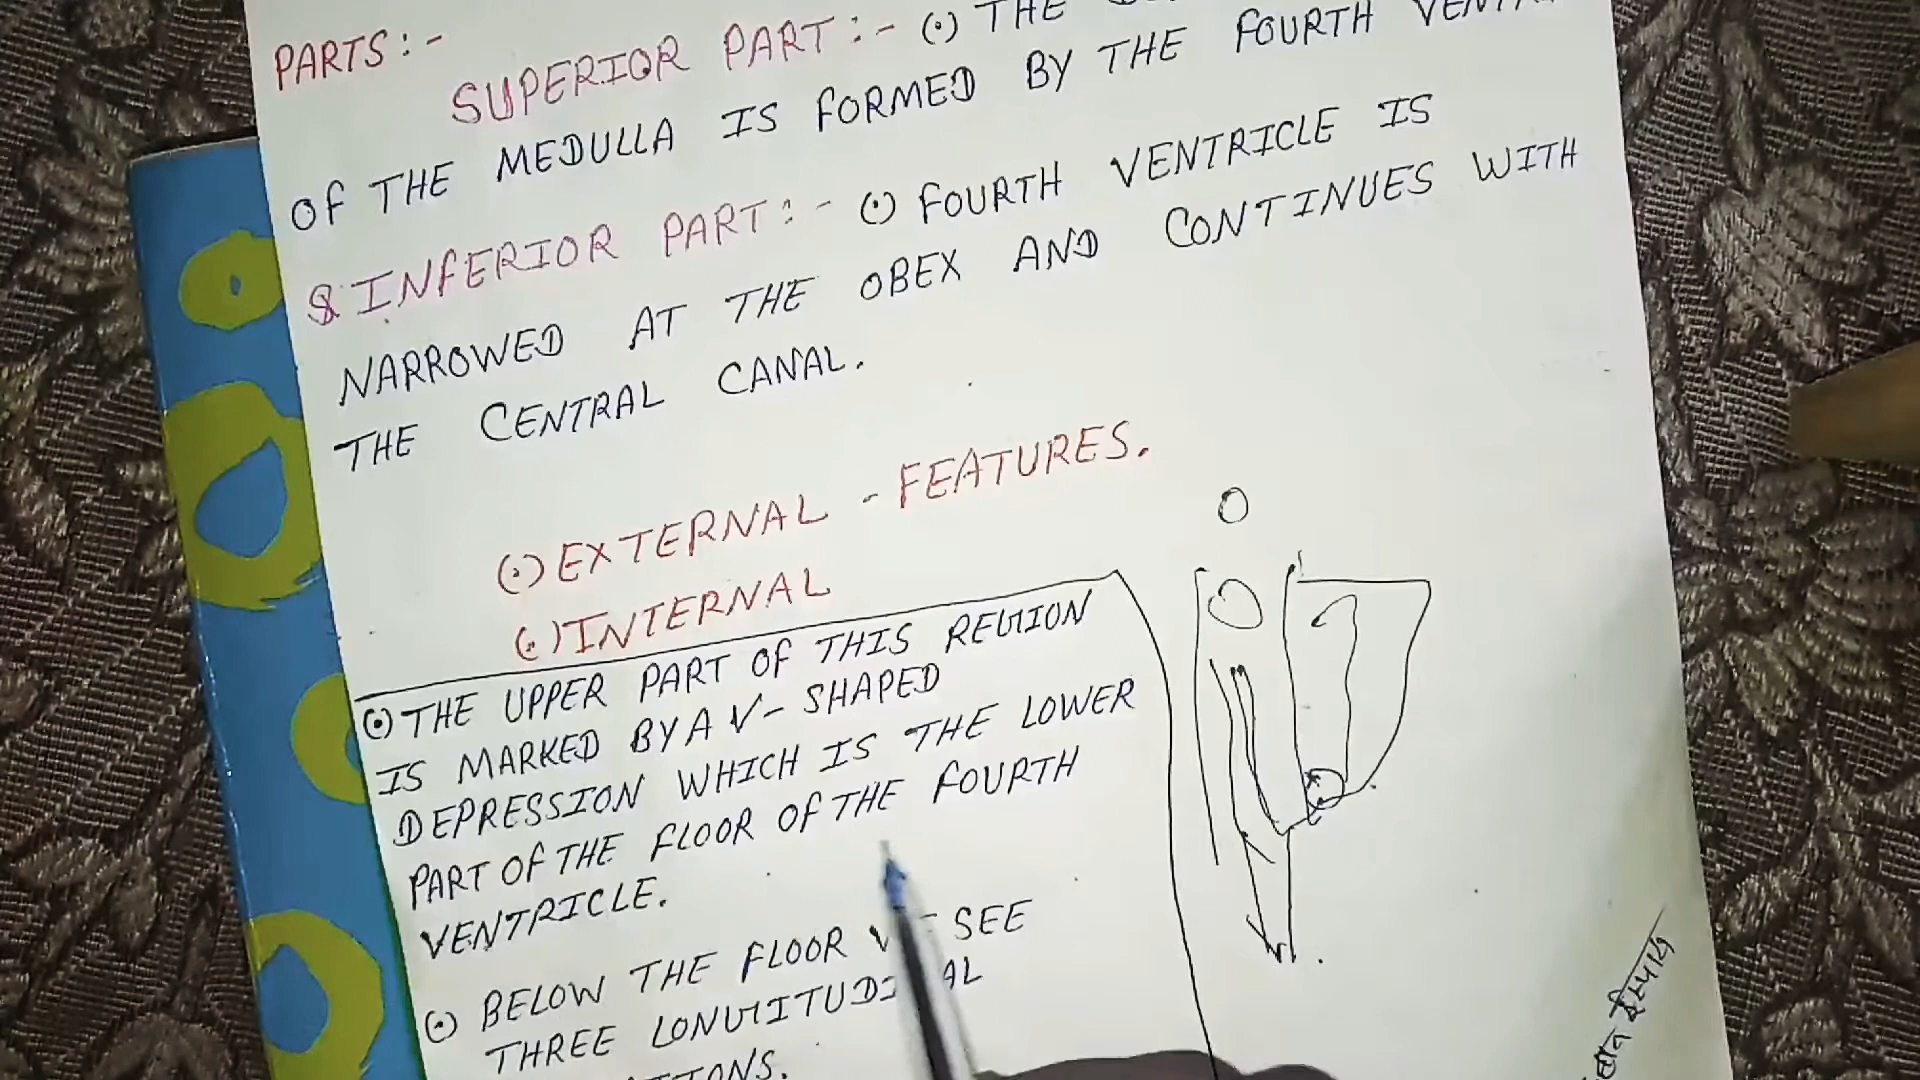 PARTS:-
SUPERIOR PART:- (•) THE
OF THE MEDULLA IS FORMED BY THE FOURTH
& INFERIOR PART:- (•) FOURTH VENTRICLE IS
NARROWED AT THE OBEX AND CONTINUES WITH
THE CENTRAL CANAL.
(•) EXTERNAL - FEATURES.
(•) INTERNAL
(•) THE UPPER PART OF THIS REGION
IS MARKED BY A V-SHAPED
DEPRESSION WHICH IS THE LOWER
PART OF THE FLOOR OF THE FOURTH
VENTRICLE.
(•) BELOW THE FLOOR SEE
THREE